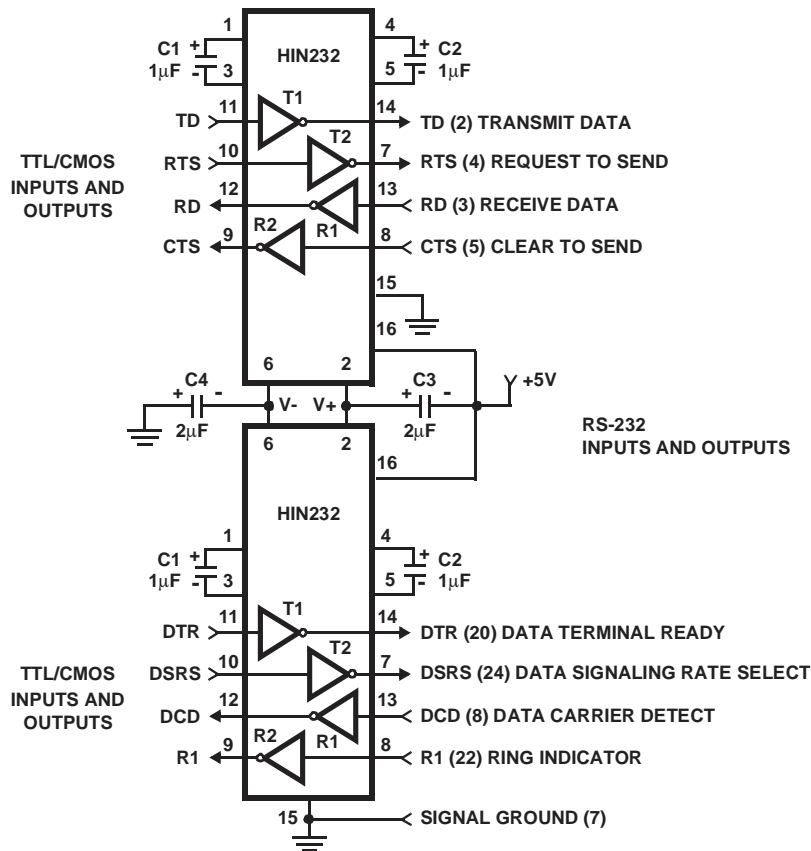 1
4
C1 +
1μF -
HIN232
+ C2
- 1μF
3
5
11
T1
14
TD
TD (2) TRANSMIT DATA
10
T2
7
RTS
RTS (4) REQUEST TO SEND
TTL/CMOS
INPUTS AND
OUTPUTS
12
13
RD
RD (3) RECEIVE DATA
9
R2
R1
8
CTS
CTS (5) CLEAR TO SEND
15
16
6
2
+ C4 -
2μF
V-
V+
+ C3 -
2μF
+5V
RS-232
INPUTS AND OUTPUTS
6
2
16
HIN232
1
4
C1 +
1μF -
+ C2
- 1μF
3
5
11
T1
14
DTR
DTR (20) DATA TERMINAL READY
10
T2
7
DSRS
DSRS (24) DATA SIGNALING RATE SELECT
TTL/CMOS
INPUTS AND
OUTPUTS
12
13
DCD
DCD (8) DATA CARRIER DETECT
9
R2
R1
8
R1
R1 (22) RING INDICATOR
15
SIGNAL GROUND (7)